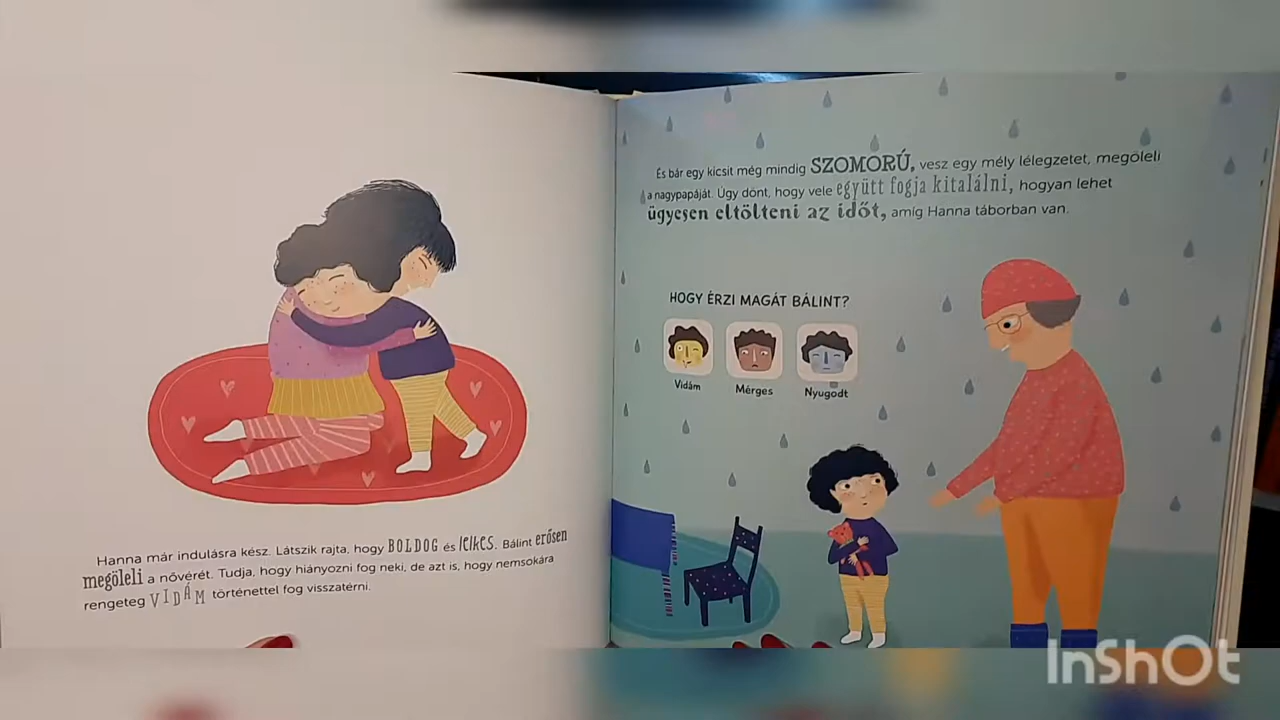 Hanna már indulásra kész. Látszik rajta, hogy BOLDOG és lelkes. Bálint erősen
megöleli a nővérét. Tudja, hogy hiányozni fog neki, de azt is, hogy nemsokára
rengeteg VIDÁM történettel fog visszatérni.
És bár egy kicsit még mindig SZOMORÚ, vesz egy mély lélegzetet, megöleli
a nagypapáját. Úgy dönt, hogy vele együtt fogja kitalálni, hogyan lehet
ügyesen eltölteni az időt, amíg Hanna táborban van.
HOGY ÉRZI MAGÁT BÁLINT?
Vidám
Mérges
Nyugodt
InShOt